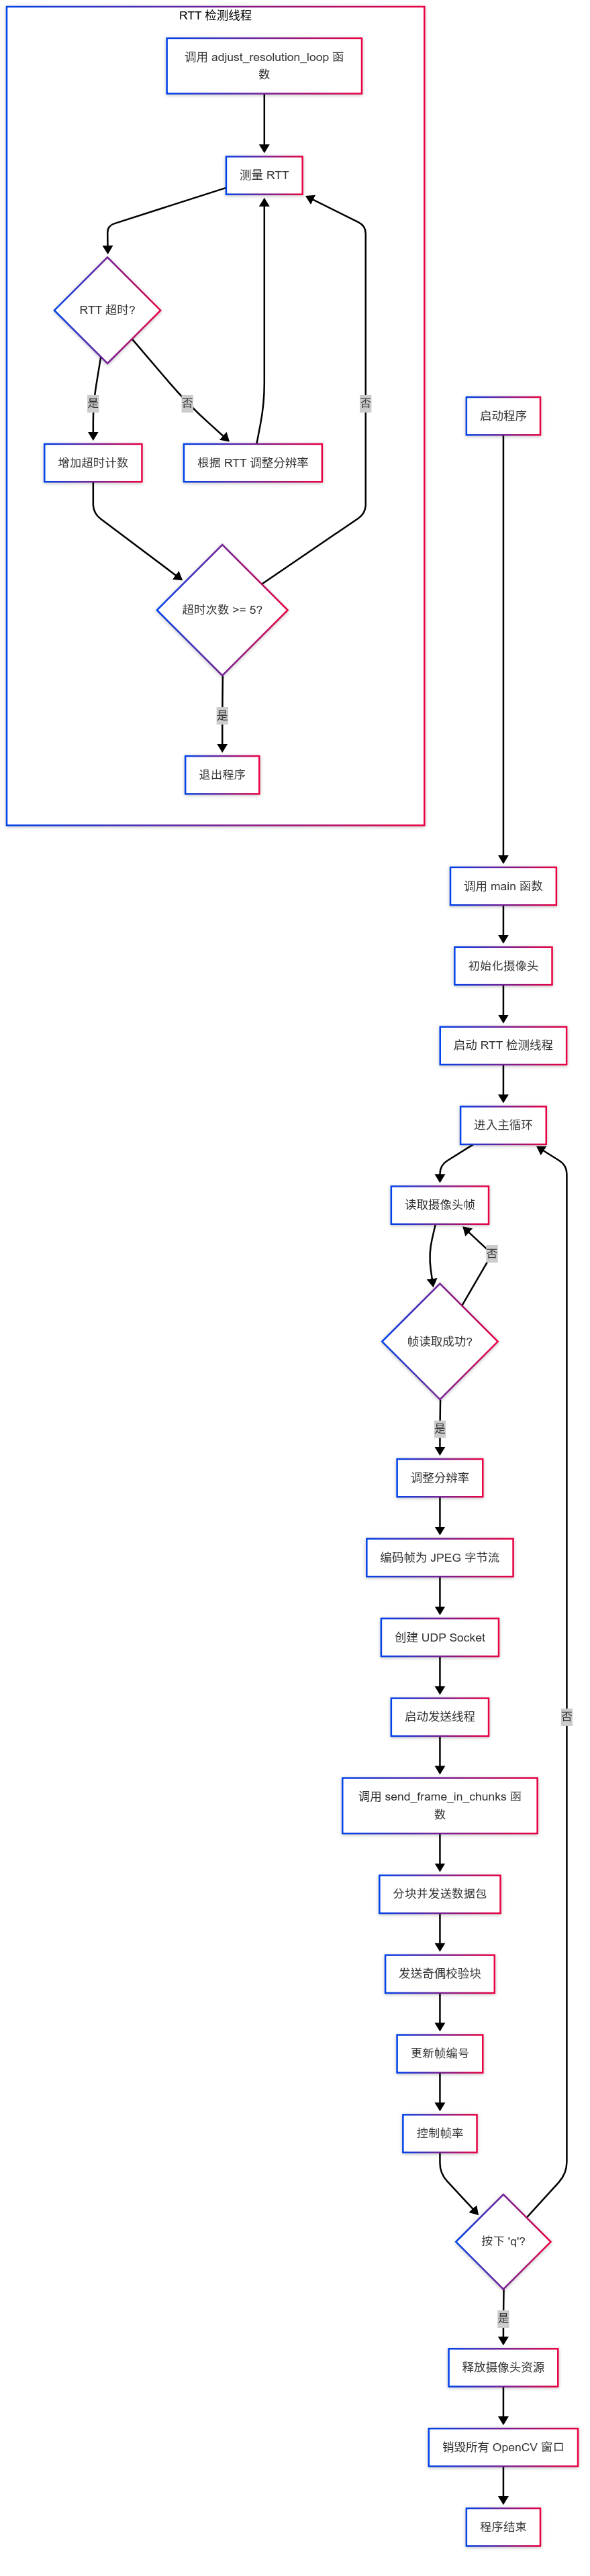 RTT 检测线程
调用 adjust_resolution_loop 函
数
测量 RTT
RTT 超时?
是
否
增加超时计数
根据 RTT 调整分辨率
否
超时次数 >= 5?
是
退出程序
启动程序
调用 main 函数
初始化摄像头
启动 RTT 检测线程
进入主循环
读取摄像头帧
否
帧读取成功?
是
调整分辨率
编码帧为 JPEG 字节流
创建 UDP Socket
启动发送线程
否
调用 send_frame_in_chunks 函
数
分块并发送数据包
发送奇偶校验块
更新帧编号
控制帧率
按下 'q'?
是
释放摄像头资源
销毁所有 OpenCV 窗口
程序结束